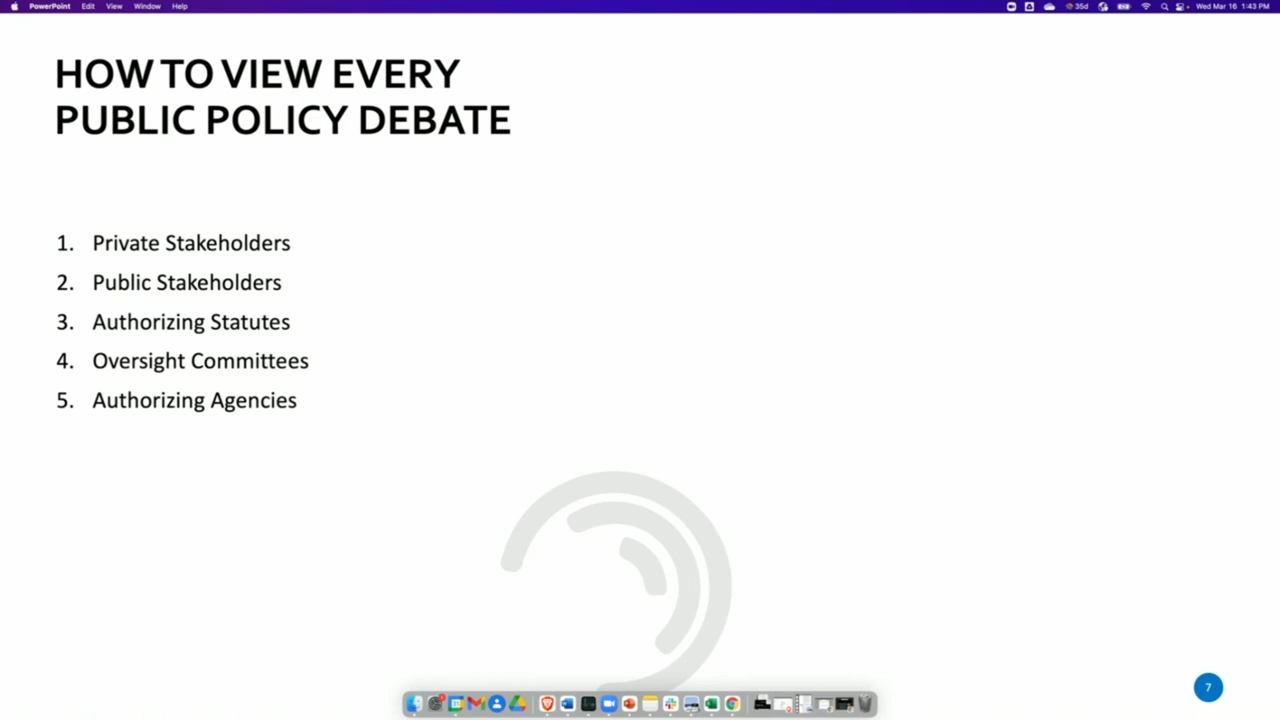 PowerPoint Edit View Window Help 35d Wed Mar 16 1:43 PM
HOW TO VIEW EVERY
PUBLIC POLICY DEBATE
1. Private Stakeholders
2. Public Stakeholders
3. Authorizing Statutes
4. Oversight Committees
5. Authorizing Agencies
7